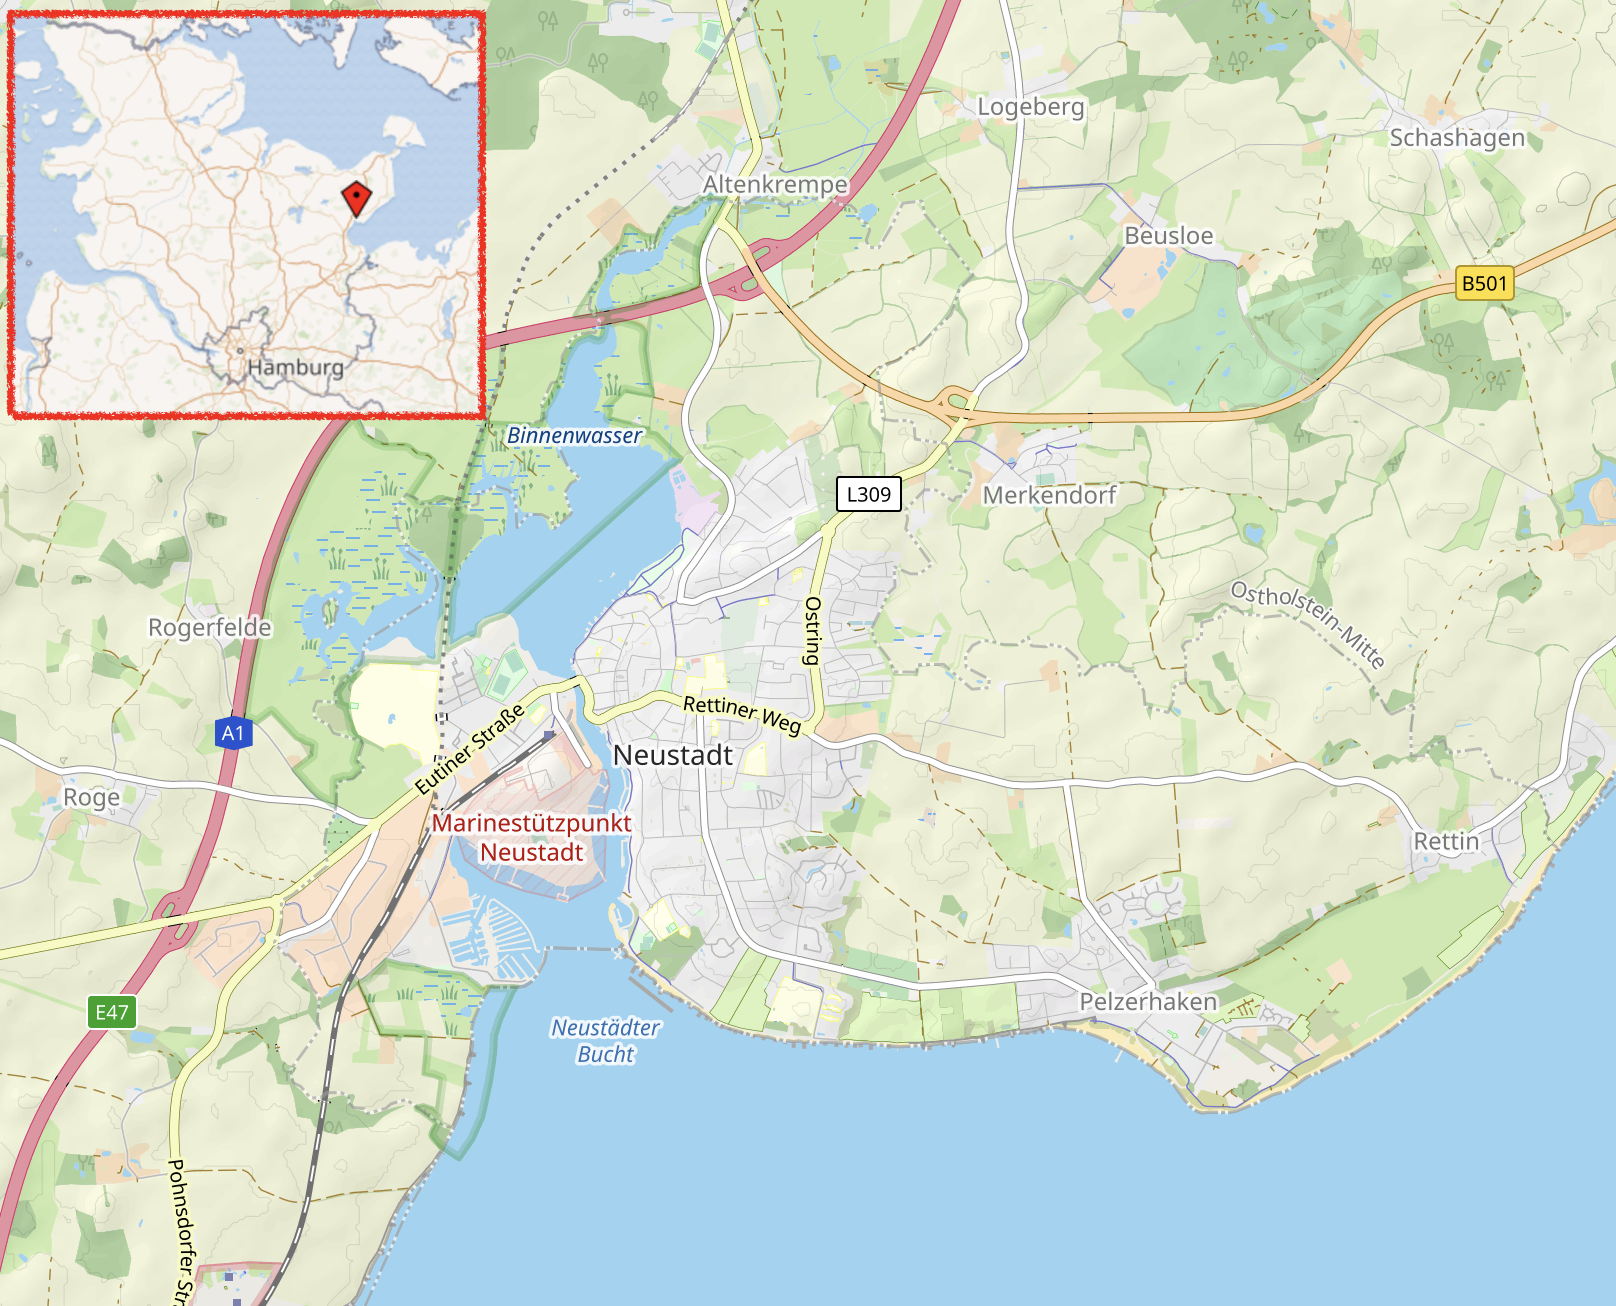 Hamburg
Logeberg
Schashagen
Altenkrempe
Beusloe
B501
Binnenwasser
L309
Merkendorf
Ostholstein-Mitte
Rogerfelde
Ostring
Rettiner Weg
A1
Eutiner Straße
Neustadt
Roge
Marinestützpunkt
Neustadt
Rettin
E47
Pelzerhaken
Neustädter
Bucht
Pohnsdorfer Str